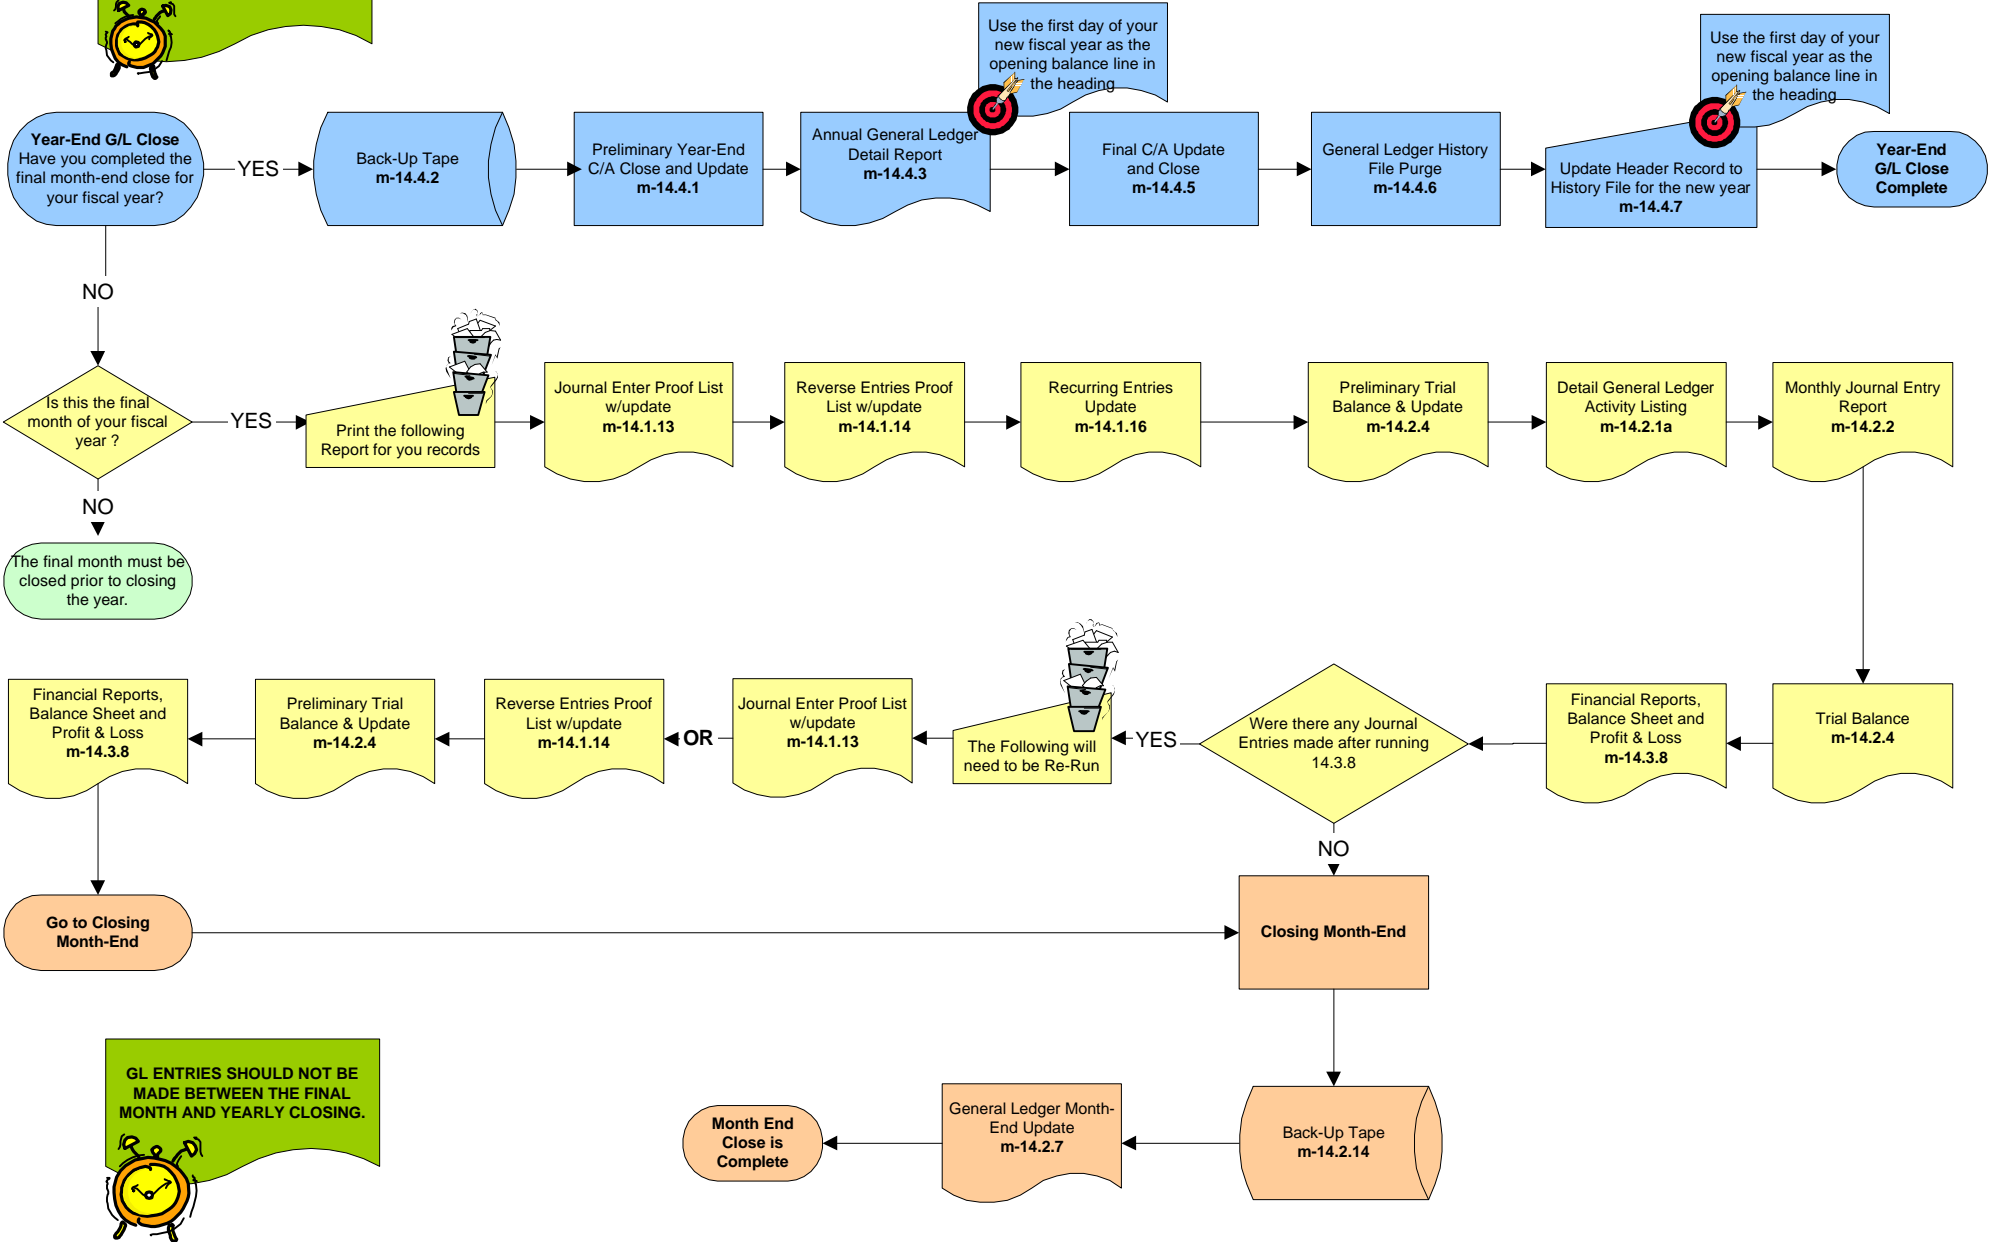 Use the first day of your
new fiscal year as the
opening balance line in
the heading
Use the first day of your
new fiscal year as the
opening balance line in
the heading
Year-End G/L Close
Have you completed the
final month-end close for
your fiscal year?
YES
Back-Up Tape
m-14.4.2
Preliminary Year-End
C/A Close and Update
m-14.4.1
Annual General Ledger
Detail Report
m-14.4.3
Final C/A Update
and Close
m-14.4.5
General Ledger History
File Purge
m-14.4.6
Update Header Record to
History File for the new year
m-14.4.7
Year-End
G/L Close
Complete
NO
Is this the final
month of your fiscal
year ?
YES
Print the following
Report for you records
Journal Enter Proof List
w/update
m-14.1.13
Reverse Entries Proof
List w/update
m-14.1.14
Recurring Entries
Update
m-14.1.16
Preliminary Trial
Balance & Update
m-14.2.4
Detail General Ledger
Activity Listing
m-14.2.1a
Monthly Journal Entry
Report
m-14.2.2
NO
The final month must be
closed prior to closing
the year.
Financial Reports,
Balance Sheet and
Profit & Loss
m-14.3.8
Preliminary Trial
Balance & Update
m-14.2.4
Reverse Entries Proof
List w/update
m-14.1.14
OR
Journal Enter Proof List
w/update
m-14.1.13
The Following will
need to be Re-Run
YES
Were there any Journal
Entries made after running
14.3.8
Financial Reports,
Balance Sheet and
Profit & Loss
m-14.3.8
Trial Balance
m-14.2.4
NO
Go to Closing
Month-End
Closing Month-End
GL ENTRIES SHOULD NOT BE
MADE BETWEEN THE FINAL
MONTH AND YEARLY CLOSING.
Month End
Close is
Complete
General Ledger Month-
End Update
m-14.2.7
Back-Up Tape
m-14.2.14